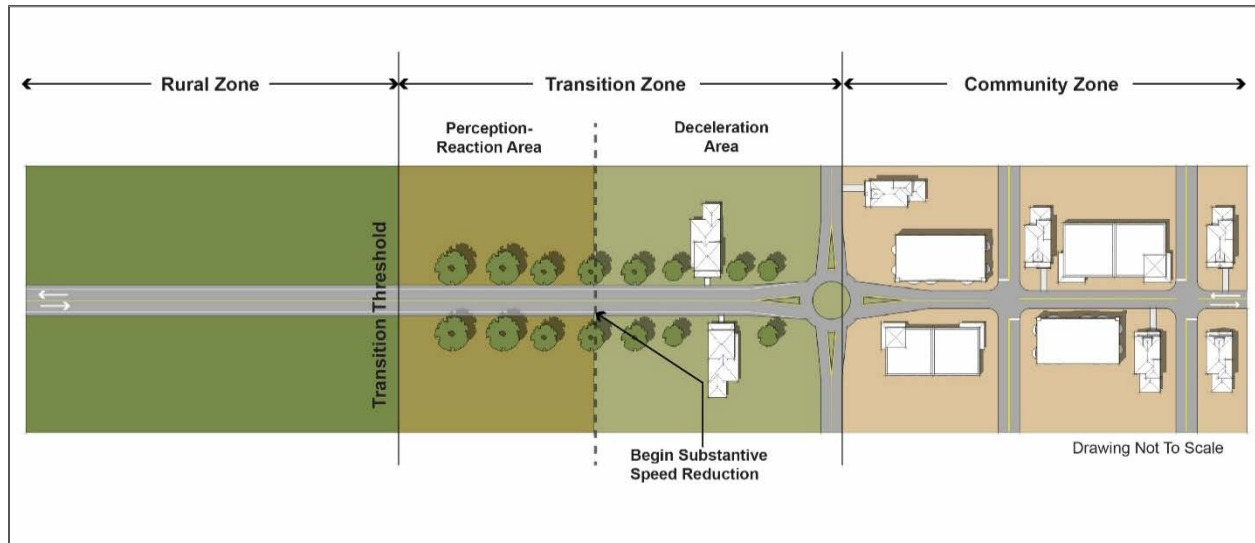 Rural Zone
Transition Zone
Community Zone
Perception-
Reaction Area
Deceleration
Area
Transition Threshold
Begin Substantive
Speed Reduction
Drawing Not To Scale